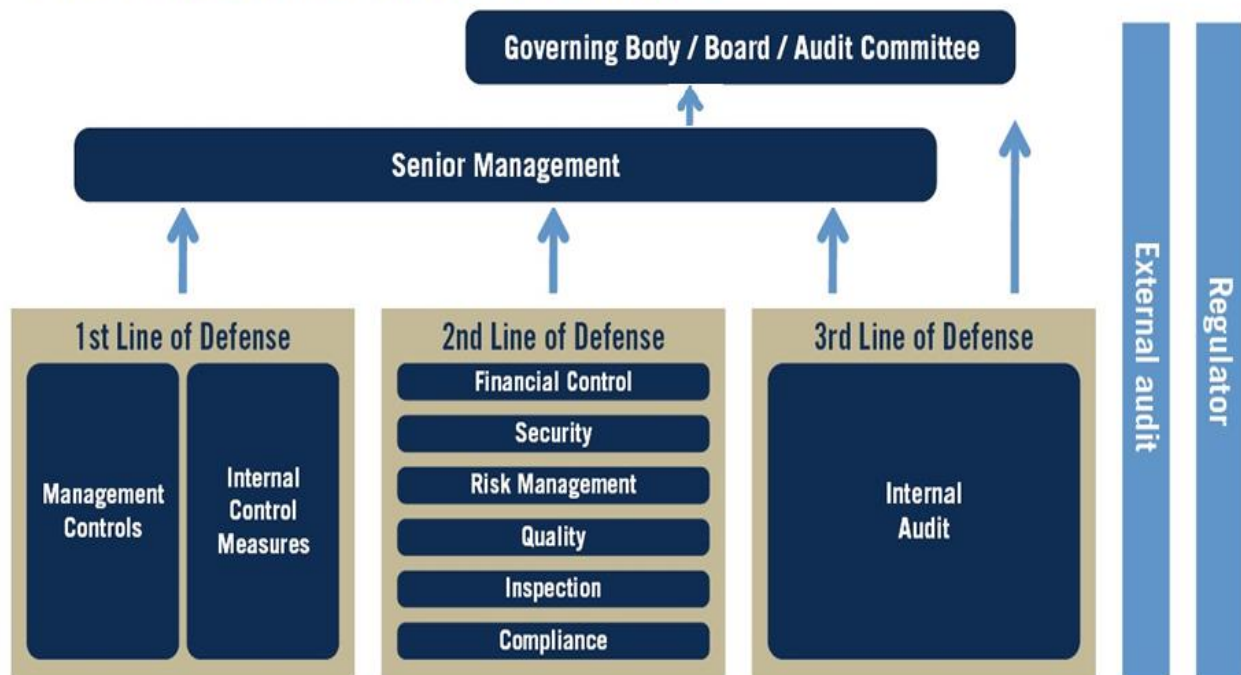 Governing Body / Board / Audit Committee
Senior Management
1st Line of Defense
Management
Controls
Internal
Control
Measures
2nd Line of Defense
Financial Control
Security
Risk Management
Quality
Inspection
Compliance
3rd Line of Defense
Internal
Audit
External audit
Regulator